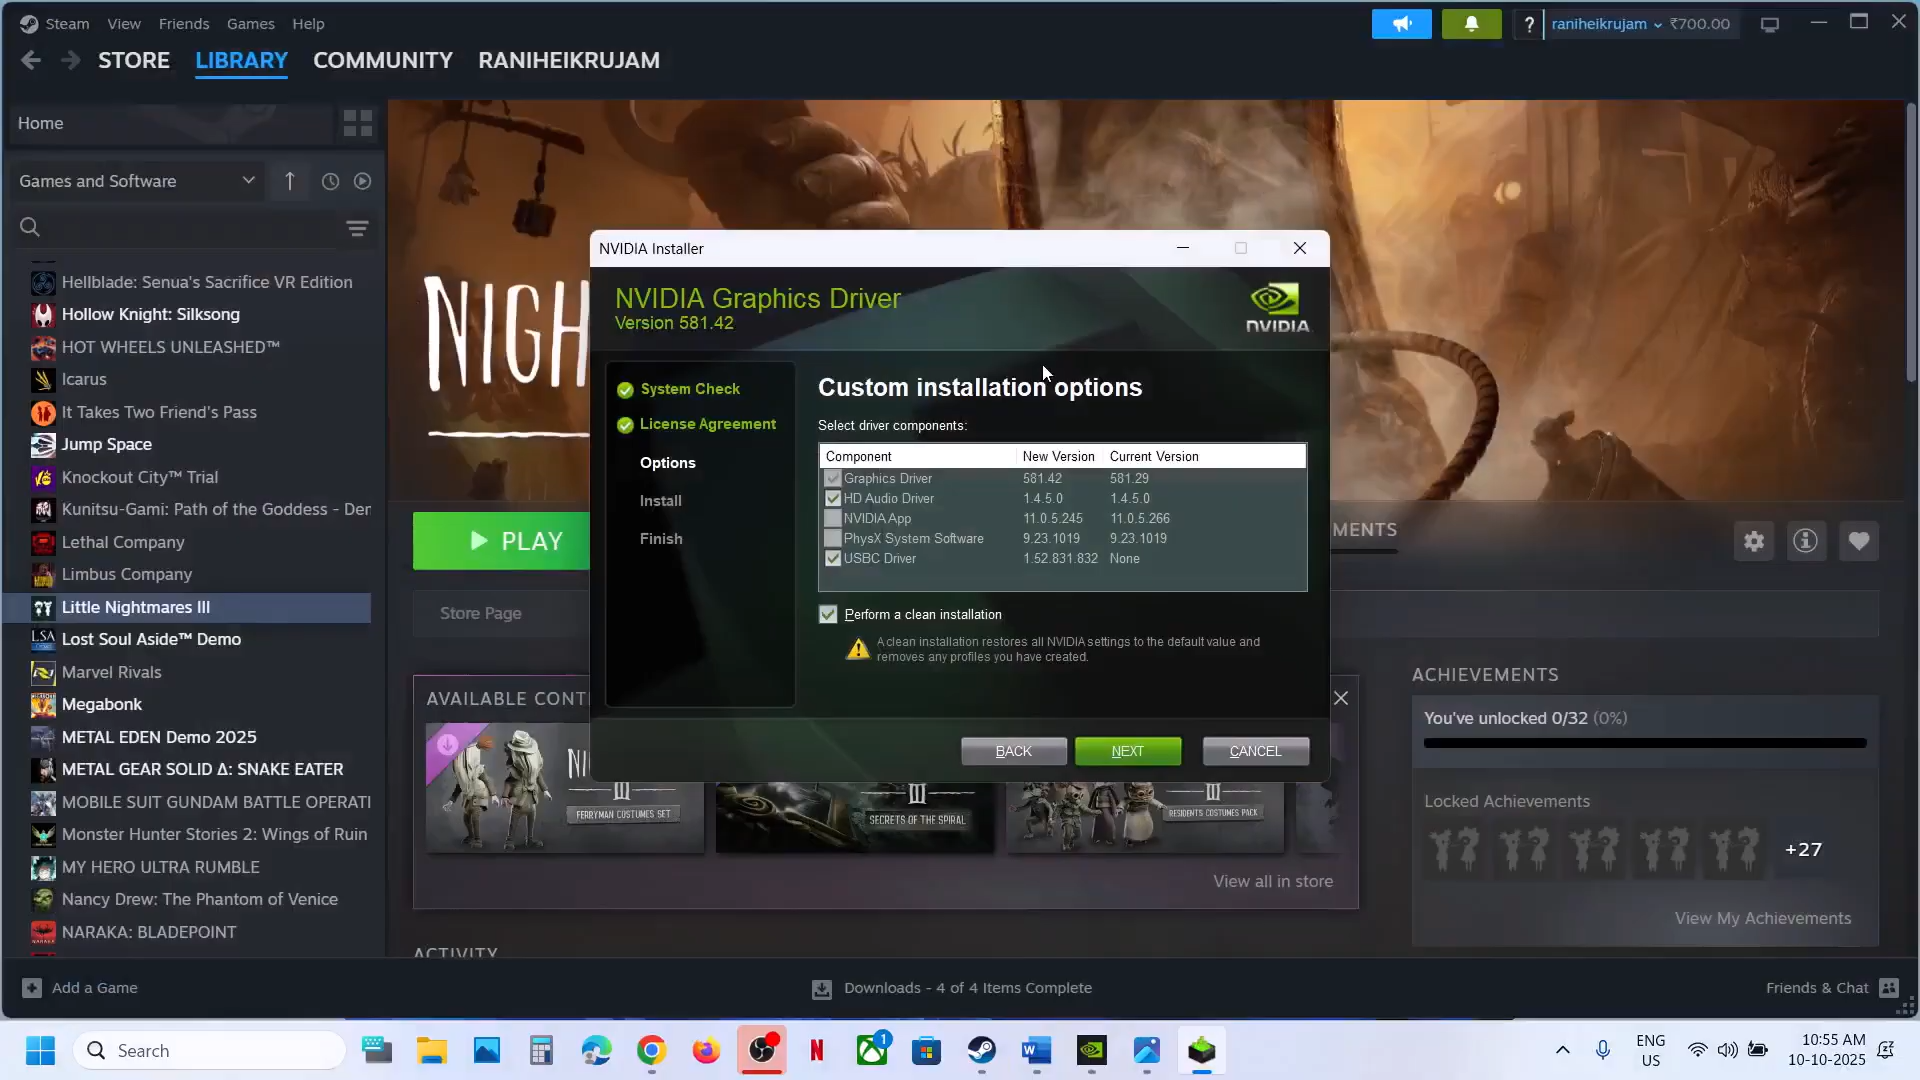 Steam View Friends Games Help
? raniheikrujam ₹700.00
STORE LIBRARY COMMUNITY RANIHEIKRUJAM
Home
Games and Software
Hellblade: Senua's Sacrifice VR Edition
Hollow Knight: Silksong
HOT WHEELS UNLEASHED™
Icarus
It Takes Two Friend's Pass
Jump Space
Knockout City™ Trial
Kunitsu-Gami: Path of the Goddess - Der
Lethal Company
Limbus Company
Little Nightmares III
Lost Soul Aside™ Demo
Marvel Rivals
Megabonk
METAL EDEN Demo 2025
METAL GEAR SOLID Δ: SNAKE EATER
MOBILE SUIT GUNDAM BATTLE OPERATI
Monster Hunter Stories 2: Wings of Ruin
MY HERO ULTRA RUMBLE
Nancy Drew: The Phantom of Venice
NARAKA: BLADEPOINT
NIGH
PLAY
MENTS
Store Page
NVIDIA Installer
NVIDIA Graphics Driver
Version 581.42
NVIDIA
System Check
License Agreement
Options
Install
Finish
Custom installation options
Select driver components:
Component New Version Current Version
Graphics Driver 581.42 581.29
HD Audio Driver 1.4.5.0 1.4.5.0
NVIDIA App 11.0.5.245 11.0.5.266
PhysX System Software 9.23.1019 9.23.1019
USBC Driver 1.52.831.832 None
Perform a clean installation
A clean installation restores all NVIDIA settings to the default value and
removes any profiles you have created.
BACK NEXT CANCEL
AVAILABLE CONT
NI
III
FERRYMAN COSTUMES SET
III
SECRETS OF THE SPIRAL
III
RESIDENTS COSTUMES PACK
View all in store
ACHIEVEMENTS
You've unlocked 0/32 (0%)
Locked Achievements
+27
View My Achievements
ACTIVITY
Add a Game
Downloads - 4 of 4 Items Complete
Friends & Chat
Search
1
ENG
US
10:55 AM
10-10-2025